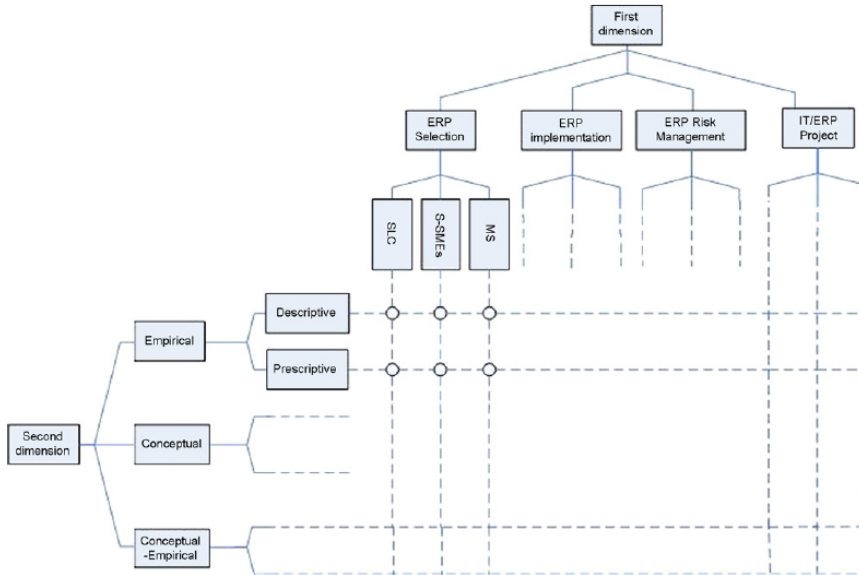 First
dimension
ERP
Selection
ERP
implementation
ERP Risk
Management
IT/ERP
Project
SLC
S-SMEs
MS
Descriptive
Empirical
Prescriptive
Second
dimension
Conceptual
Conceptual
-Empirical